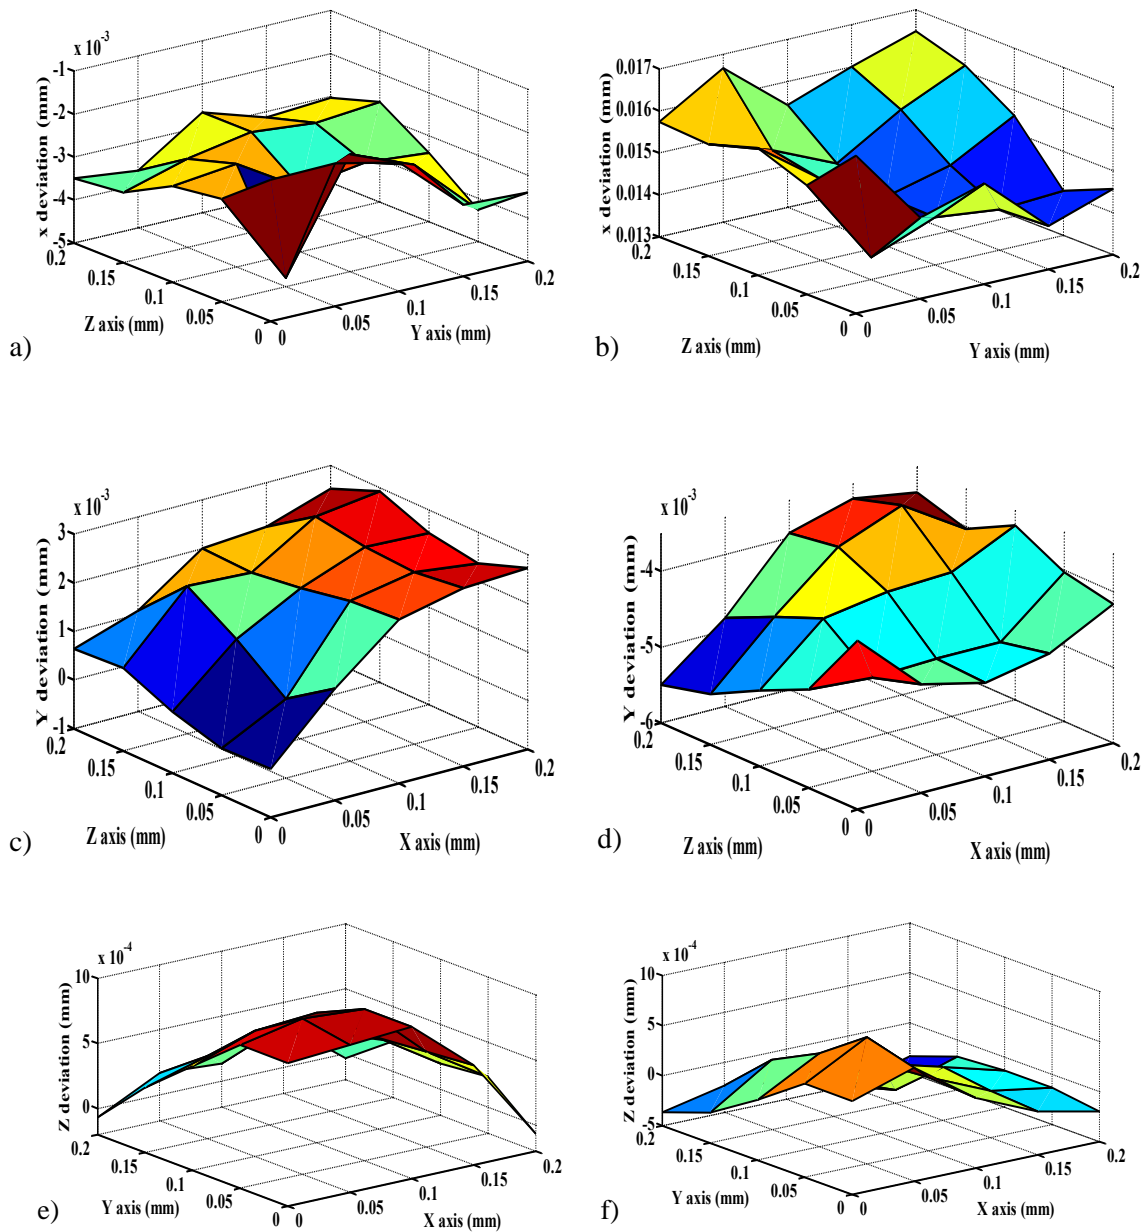 x 10-3
-1
-2
-3
-4
-5
x deviation (mm)
0.2
0.15
0.1
0.05
0
Z axis (mm)
0
0.05
0.1
0.15
0.2
Y axis (mm)
a)
0.017
0.016
0.015
0.014
0.013
x deviation (mm)
0.2
0.15
0.1
0.05
0
Z axis (mm)
0
0.05
0.1
0.15
0.2
Y axis (mm)
b)
x 10-3
3
2
1
0
-1
Y deviation (mm)
0.2
0.15
0.1
0.05
0
Z axis (mm)
0
0.05
0.1
0.15
0.2
X axis (mm)
c)
x 10-3
-4
-5
-6
Y deviation (mm)
0.2
0.15
0.1
0.05
0
Z axis (mm)
0
0.05
0.1
0.15
0.2
X axis (mm)
d)
x 10-4
10
5
0
Z deviation (mm)
0.2
0.15
0.1
0.05
0
Y axis (mm)
0
0.05
0.1
0.15
0.2
X axis (mm)
e)
x 10-4
10
5
0
-5
Z deviation (mm)
0.2
0.15
0.1
0.05
0
Y axis (mm)
0
0.05
0.1
0.15
0.2
X axis (mm)
f)